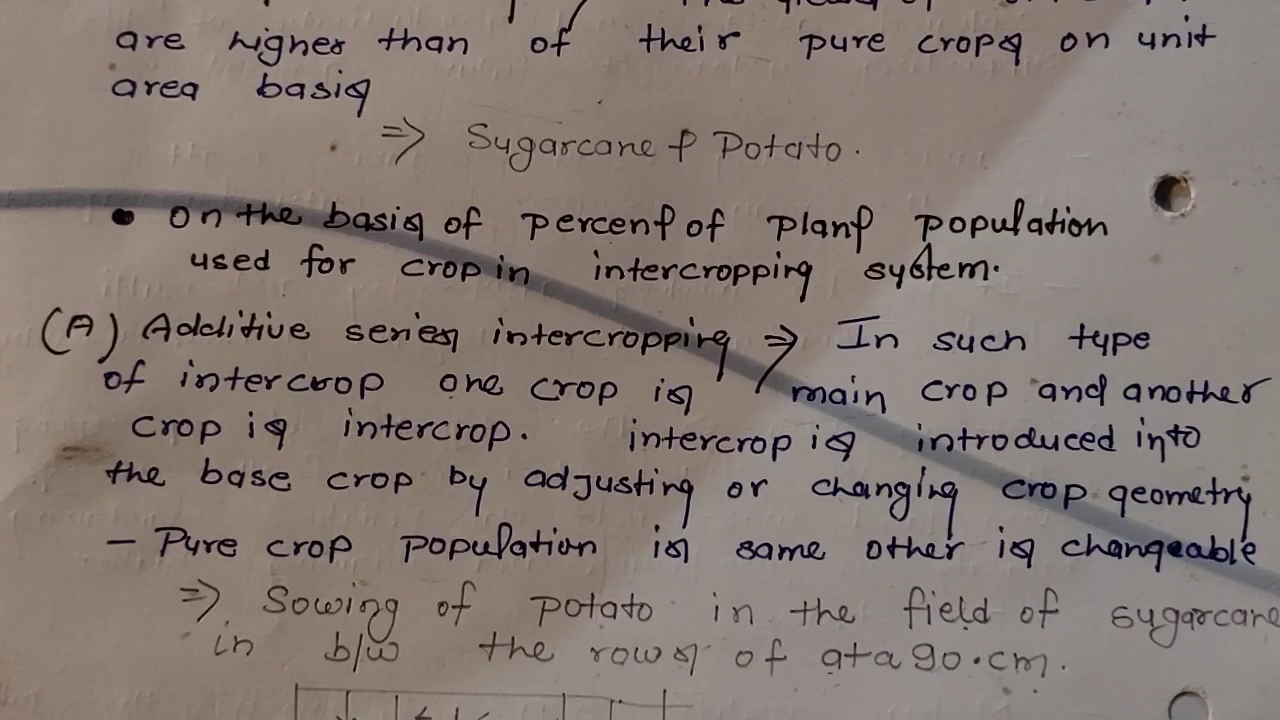 are higher than of their pure crops on unit
area basis
⇒ Sugarcane + Potato.
• on the basis of percent of plant population
used for crop in intercropping system.
(A) Additive series intercropping ⇒ In such type
of intercrop one crop is main crop and another
crop is intercrop. intercrop is introduced into
the base crop by adjusting or changing crop geometry
- Pure crop population is same other is changeable
⇒ Sowing of potato in the field of sugarcane
in b/w the rows of at a 90.cm.